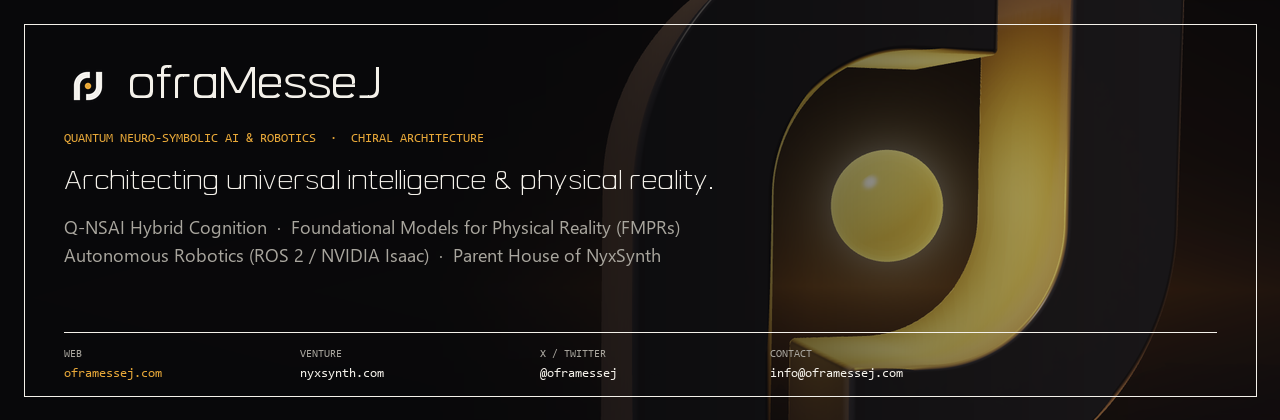 oframesseJ
QUANTUM NEURO-SYMBOLIC AI & ROBOTICS · CHIRAL ARCHITECTURE
Architecting universal intelligence & physical reality.
Q-NSAI Hybrid Cognition · Foundational Models for Physical Reality (FMPRs)
Autonomous Robotics (ROS 2 / NVIDIA Isaac) · Parent House of NyxSynth
WEB VENTURE X / TWITTER CONTACT
oframessej.com nyxsynth.com @oframessej info@oframessej.com